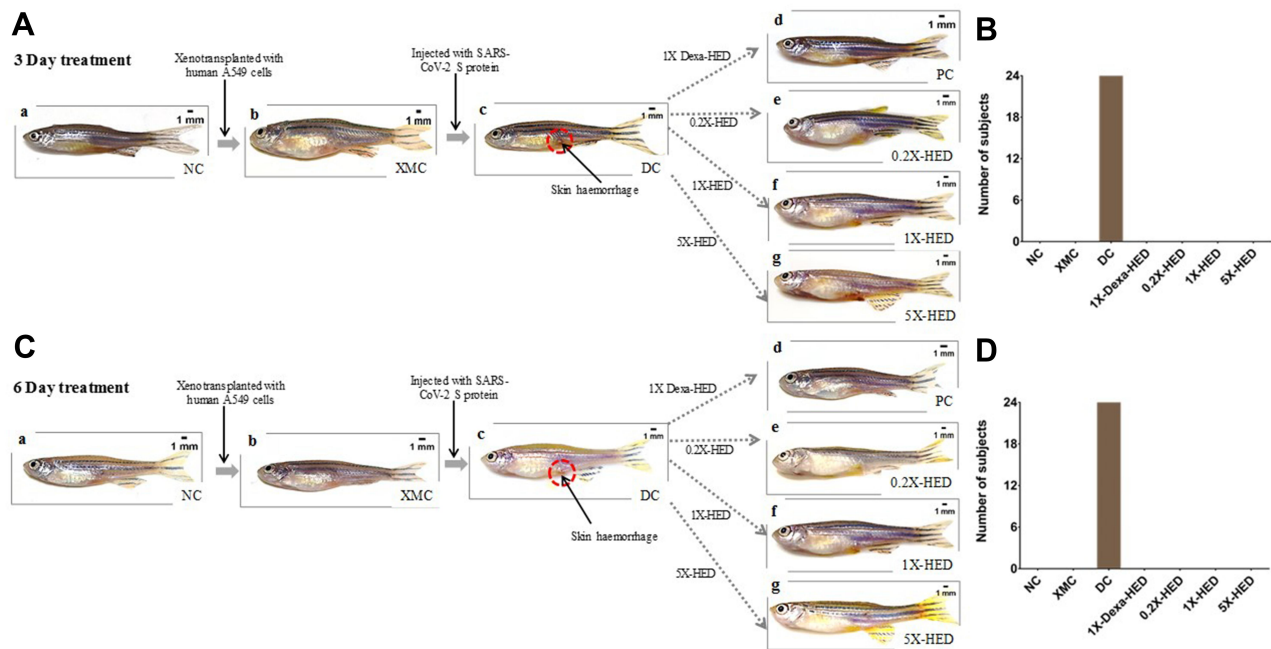 A
3 Day treatment
Xenotransplanted with
human A549 cells
Injected with SARS-
CoV-2 S protein
a
1 mm
NC
b
1 mm
XMC
c
1 mm
DC
Skin haemorrhage
1X Dexa-HED
0.2X-HED
1X-HED
5X-HED
d
1 mm
PC
e
1 mm
0.2X-HED
f
1 mm
1X-HED
g
1 mm
5X-HED
B
Number of subjects
24
18
12
6
0
NC
XMC
DC
1X-Dexa-HED
0.2X-HED
1X-HED
5X-HED
C
6 Day treatment
Xenotransplanted with
human A549 cells
Injected with SARS-
CoV-2 S protein
a
1 mm
NC
b
1 mm
XMC
c
1 mm
DC
Skin haemorrhage
1X Dexa-HED
0.2X-HED
1X-HED
5X-HED
d
1 mm
PC
e
1 mm
0.2X-HED
f
1 mm
1X-HED
g
1 mm
5X-HED
D
Number of subjects
24
18
12
6
0
NC
XMC
DC
1X-Dexa-HED
0.2X-HED
1X-HED
5X-HED